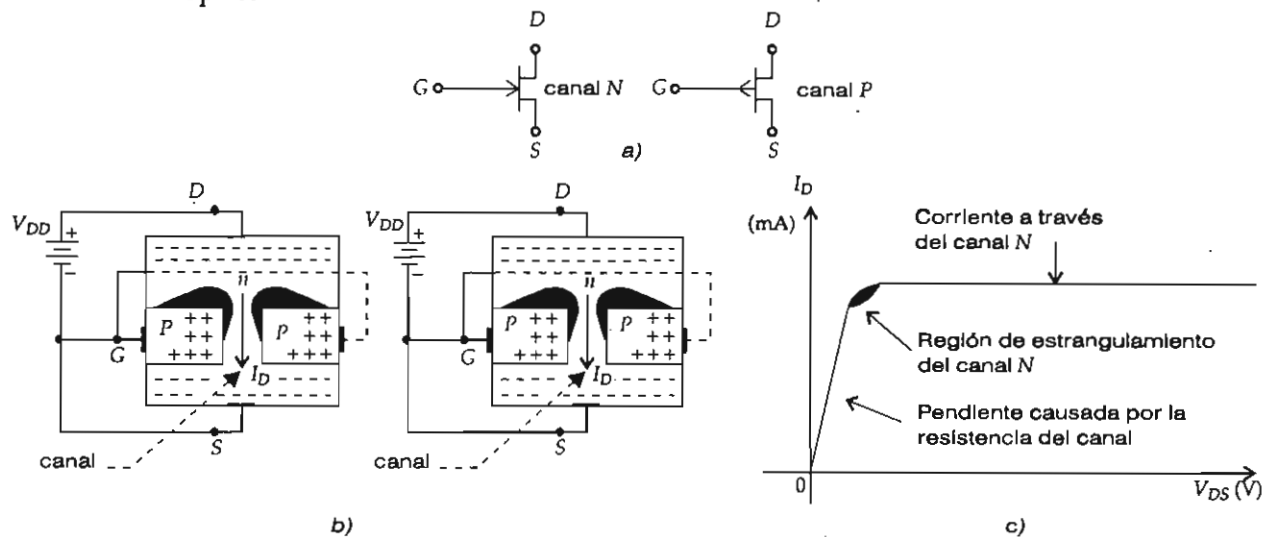 D
D
G
canal N
G
canal P
S
S
a)
D
V_DD
+
-
n
P
+ +
+ +
+ + +
p
+ +
+ +
+ + +
G
I_D
S
canal
D
V_DD
+
-
n
p
+ +
+ +
+ + +
p
+ +
+ +
+ + +
G
I_D
S
canal
b)
I_D
(mA)
Corriente a través
del canal N
Región de estrangulamiento
del canal N
Pendiente causada por la
resistencia del canal
0
V_DS (V)
c)